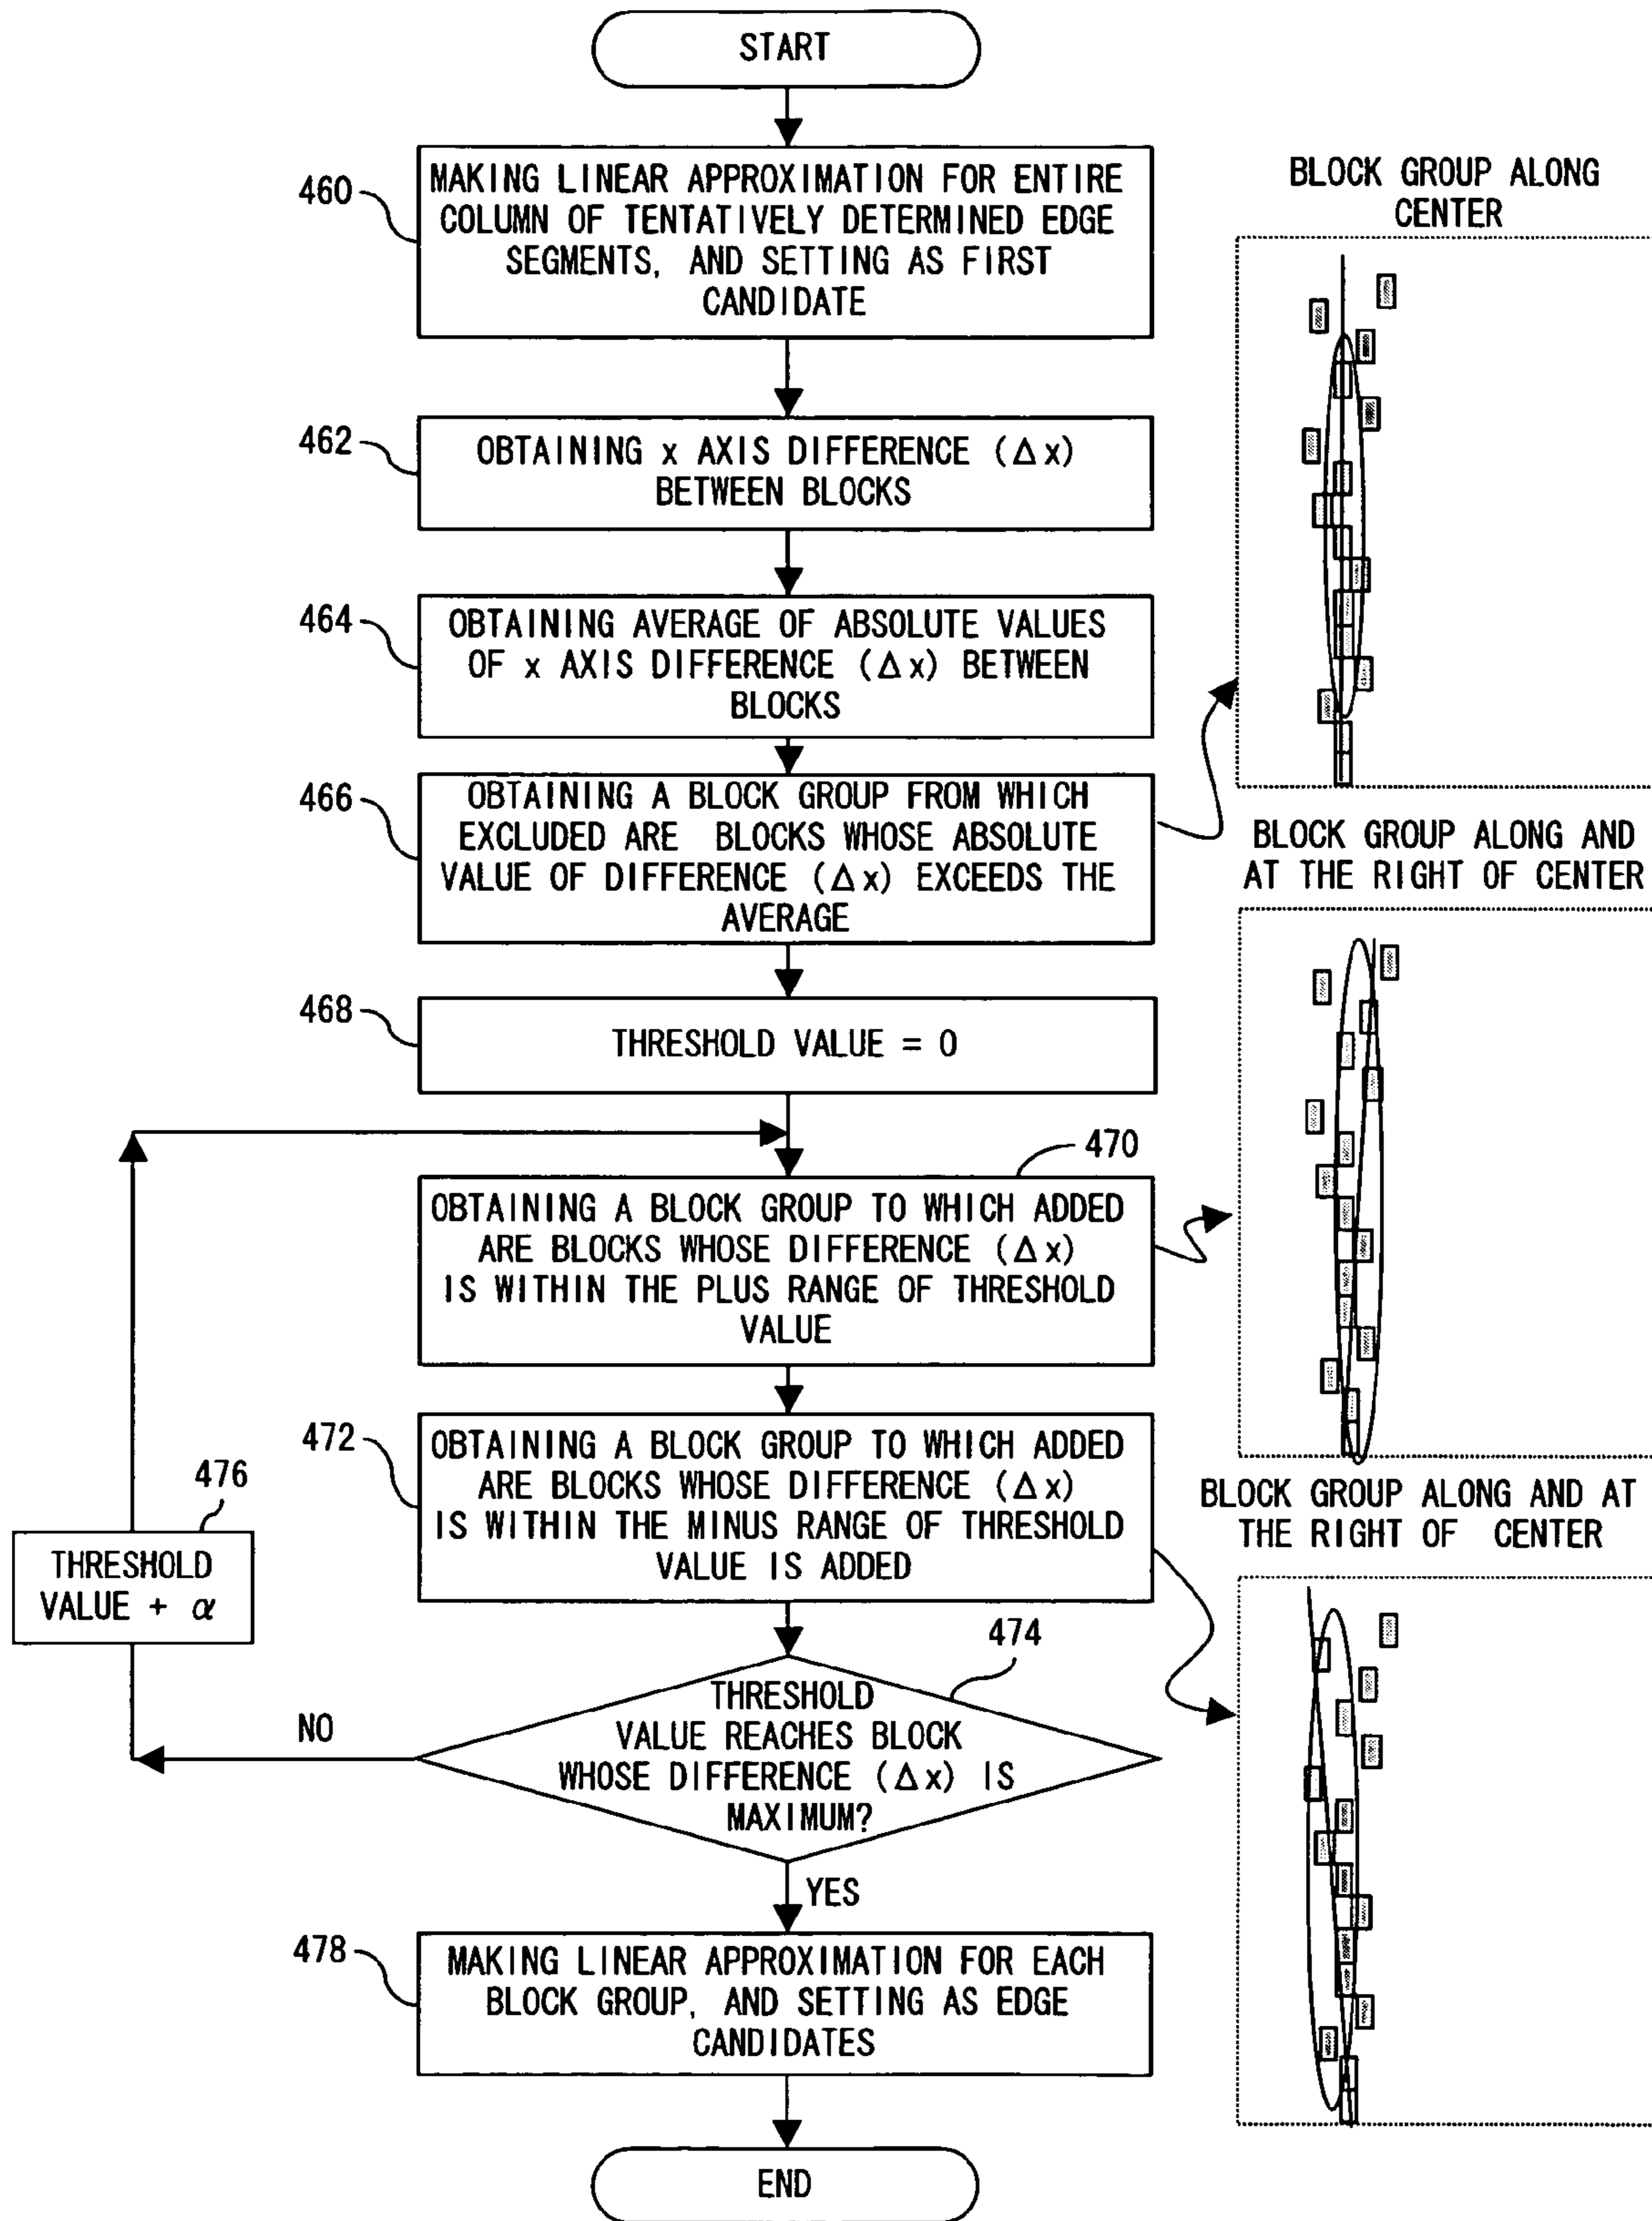 START
460
MAKING LINEAR APPROXIMATION FOR ENTIRE
COLUMN OF TENTATIVELY DETERMINED EDGE
SEGMENTS, AND SETTING AS FIRST
CANDIDATE
462
OBTAINING x AXIS DIFFERENCE (Δx)
BETWEEN BLOCKS
464
OBTAINING AVERAGE OF ABSOLUTE VALUES
OF x AXIS DIFFERENCE (Δx) BETWEEN
BLOCKS
466
OBTAINING A BLOCK GROUP FROM WHICH
EXCLUDED ARE BLOCKS WHOSE ABSOLUTE
VALUE OF DIFFERENCE (Δx) EXCEEDS THE
AVERAGE
468
THRESHOLD VALUE = 0
470
OBTAINING A BLOCK GROUP TO WHICH ADDED
ARE BLOCKS WHOSE DIFFERENCE (Δx)
IS WITHIN THE PLUS RANGE OF THRESHOLD
VALUE
472
OBTAINING A BLOCK GROUP TO WHICH ADDED
ARE BLOCKS WHOSE DIFFERENCE (Δx)
IS WITHIN THE MINUS RANGE OF THRESHOLD
VALUE IS ADDED
476
THRESHOLD
VALUE + α
474
THRESHOLD
VALUE REACHES BLOCK
WHOSE DIFFERENCE (Δx) IS
MAXIMUM?
NO
YES
478
MAKING LINEAR APPROXIMATION FOR EACH
BLOCK GROUP, AND SETTING AS EDGE
CANDIDATES
END
BLOCK GROUP ALONG
CENTER
BLOCK GROUP ALONG AND
AT THE RIGHT OF CENTER
BLOCK GROUP ALONG AND AT
THE RIGHT OF CENTER